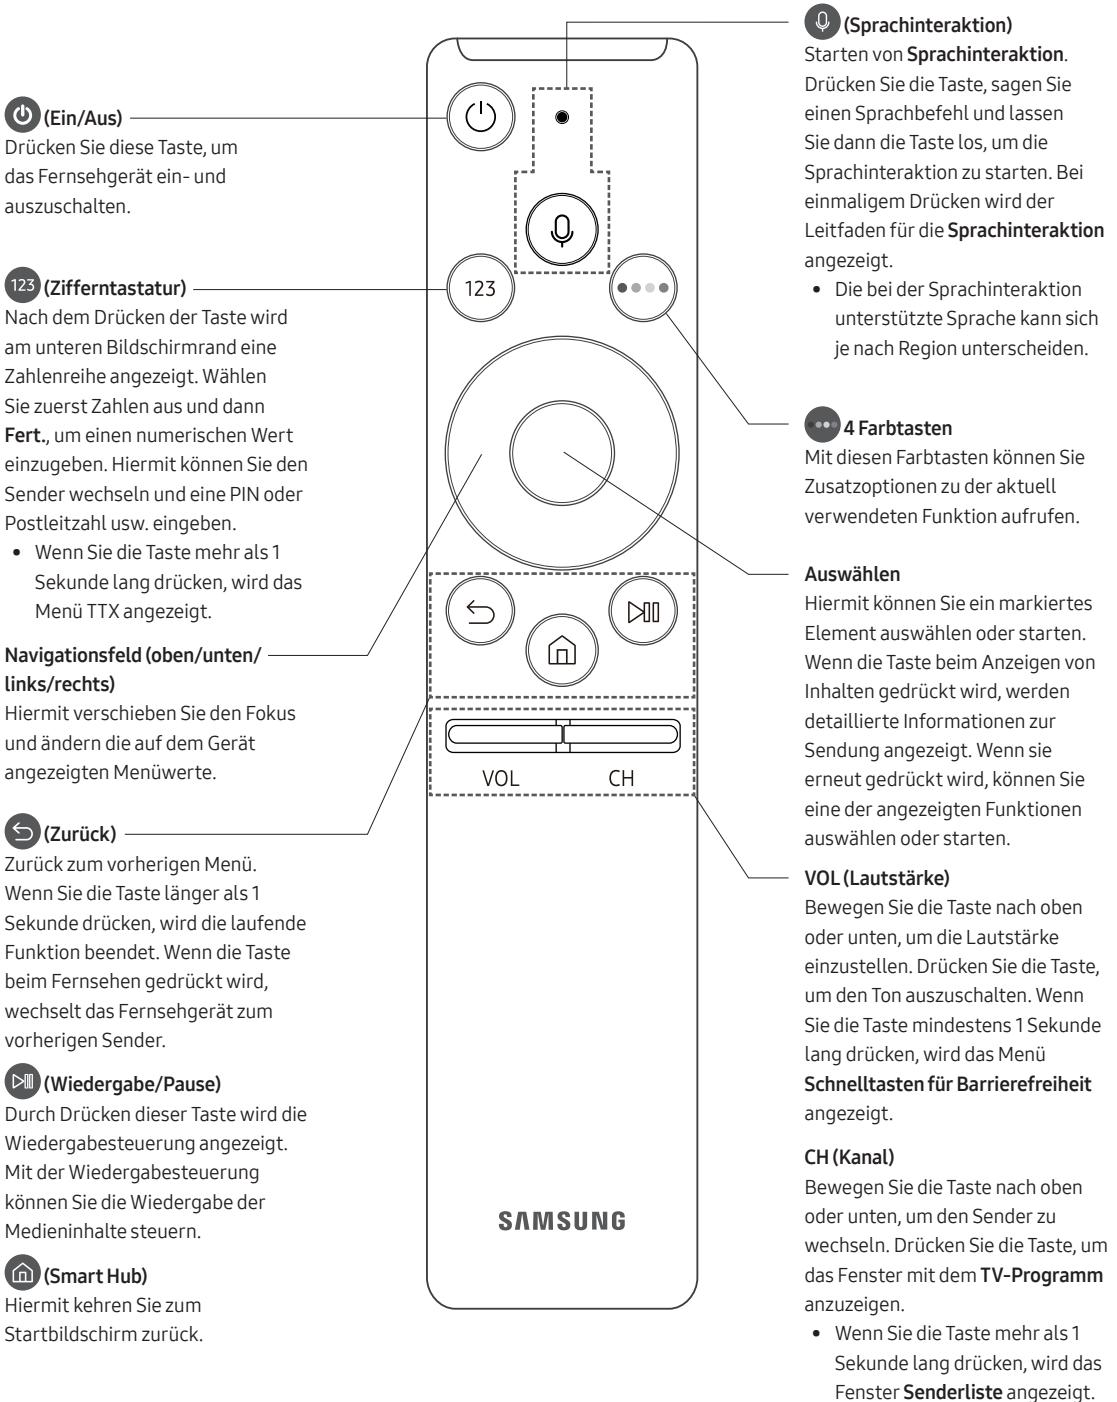 (Ein/Aus)
Drücken Sie diese Taste, um
das Fernsehgerät ein- und
auszuschalten.
123 (Zifferntastatur)
Nach dem Drücken der Taste wird
am unteren Bildschirmrand eine
Zahlenreihe angezeigt. Wählen
Sie zuerst Zahlen aus und dann
Fert., um einen numerischen Wert
einzugeben. Hiermit können Sie den
Sender wechseln und eine PIN oder
Postleitzahl usw. eingeben.
• Wenn Sie die Taste mehr als 1
Sekunde lang drücken, wird das
Menü TTX angezeigt.
Navigationsfeld (oben/unten/
links/rechts)
Hiermit verschieben Sie den Fokus
und ändern die auf dem Gerät
angezeigten Menüwerte.
(Zurück)
Zurück zum vorherigen Menü.
Wenn Sie die Taste länger als 1
Sekunde drücken, wird die laufende
Funktion beendet. Wenn die Taste
beim Fernsehen gedrückt wird,
wechselt das Fernsehgerät zum
vorherigen Sender.
(Wiedergabe/Pause)
Durch Drücken dieser Taste wird die
Wiedergabesteuerung angezeigt.
Mit der Wiedergabesteuerung
können Sie die Wiedergabe der
Medieninhalte steuern.
(Smart Hub)
Hiermit kehren Sie zum
Startbildschirm zurück.
123
VOL CH
SAMSUNG
(Sprachinteraktion)
Starten von Sprachinteraktion.
Drücken Sie die Taste, sagen Sie
einen Sprachbefehl und lassen
Sie dann die Taste los, um die
Sprachinteraktion zu starten. Bei
einmaligem Drücken wird der
Leitfaden für die Sprachinteraktion
angezeigt.
• Die bei der Sprachinteraktion
unterstützte Sprache kann sich
je nach Region unterscheiden.
4 Farbtasten
Mit diesen Farbtasten können Sie
Zusatzoptionen zu der aktuell
verwendeten Funktion aufrufen.
Auswählen
Hiermit können Sie ein markiertes
Element auswählen oder starten.
Wenn die Taste beim Anzeigen von
Inhalten gedrückt wird, werden
detaillierte Informationen zur
Sendung angezeigt. Wenn sie
erneut gedrückt wird, können Sie
eine der angezeigten Funktionen
auswählen oder starten.
VOL (Lautstärke)
Bewegen Sie die Taste nach oben
oder unten, um die Lautstärke
einzustellen. Drücken Sie die Taste,
um den Ton auszuschalten. Wenn
Sie die Taste mindestens 1 Sekunde
lang drücken, wird das Menü
Schnelltasten für Barrierefreiheit
angezeigt.
CH (Kanal)
Bewegen Sie die Taste nach oben
oder unten, um den Sender zu
wechseln. Drücken Sie die Taste, um
das Fenster mit dem TV-Programm
anzuzeigen.
• Wenn Sie die Taste mehr als 1
Sekunde lang drücken, wird das
Fenster Senderliste angezeigt.